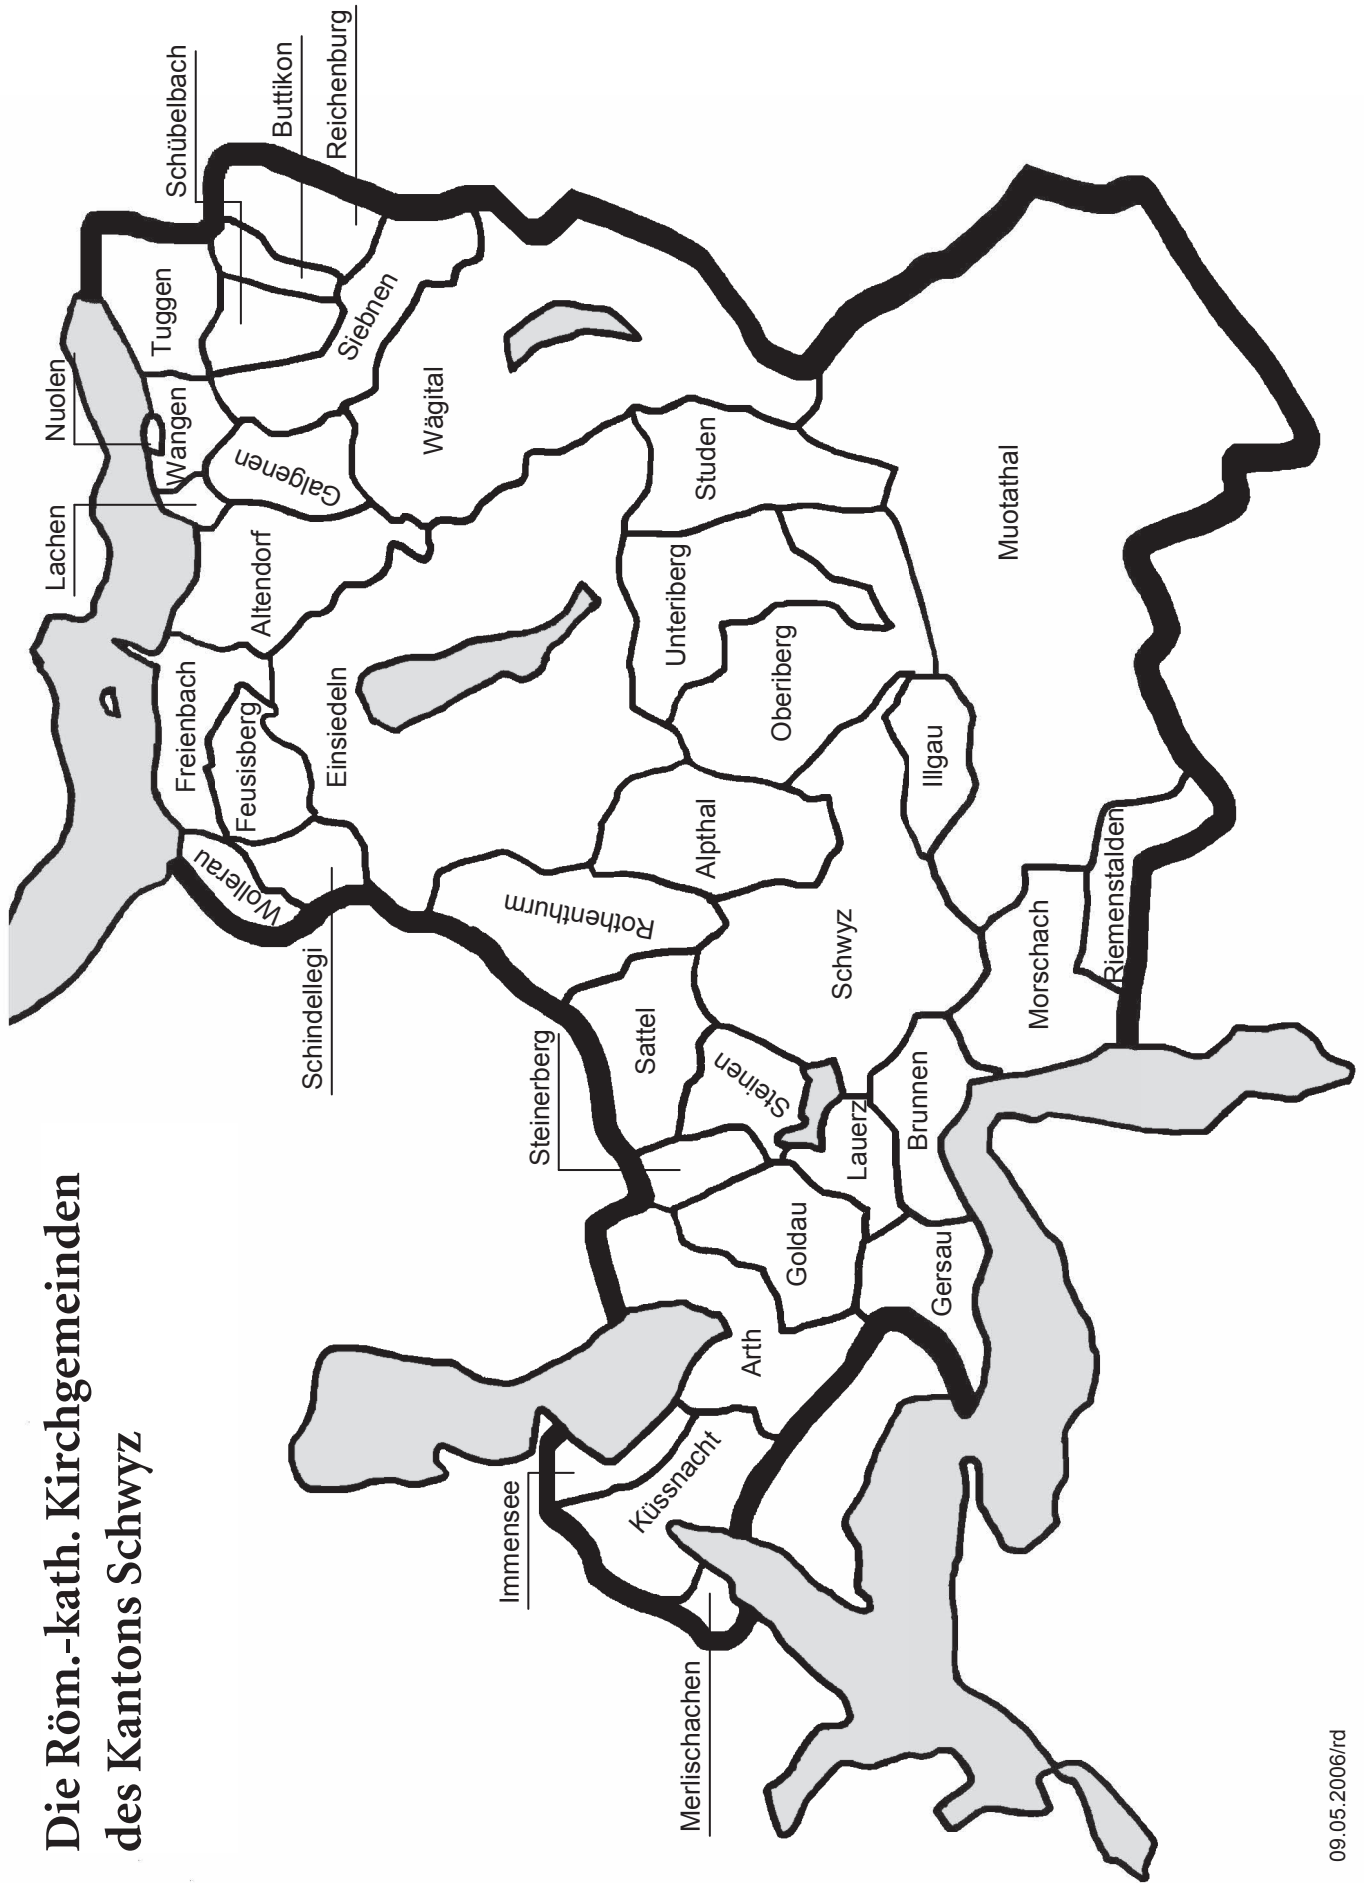 Die Röm.-kath. Kirchgemeinden
des Kantons Schwyz
Schübelbach
Buttikon
Reichenburg
Nuolen
Lachen
Tuggen
Wangen
Siebnen
Galgenen
Wägital
Altendorf
Freienbach
Feusisberg
Wollerau
Schindellegi
Einsiedeln
Studen
Unteriberg
Oberiberg
Muotathal
Illgau
Alpthal
Rothenthurm
Schwyz
Sattel
Steinerberg
Steinen
Lauerz
Brunnen
Morschach
Riemenstalden
Goldau
Gersau
Arth
Immensee
Küssnacht
Merlischachen
09.05.2006/rd